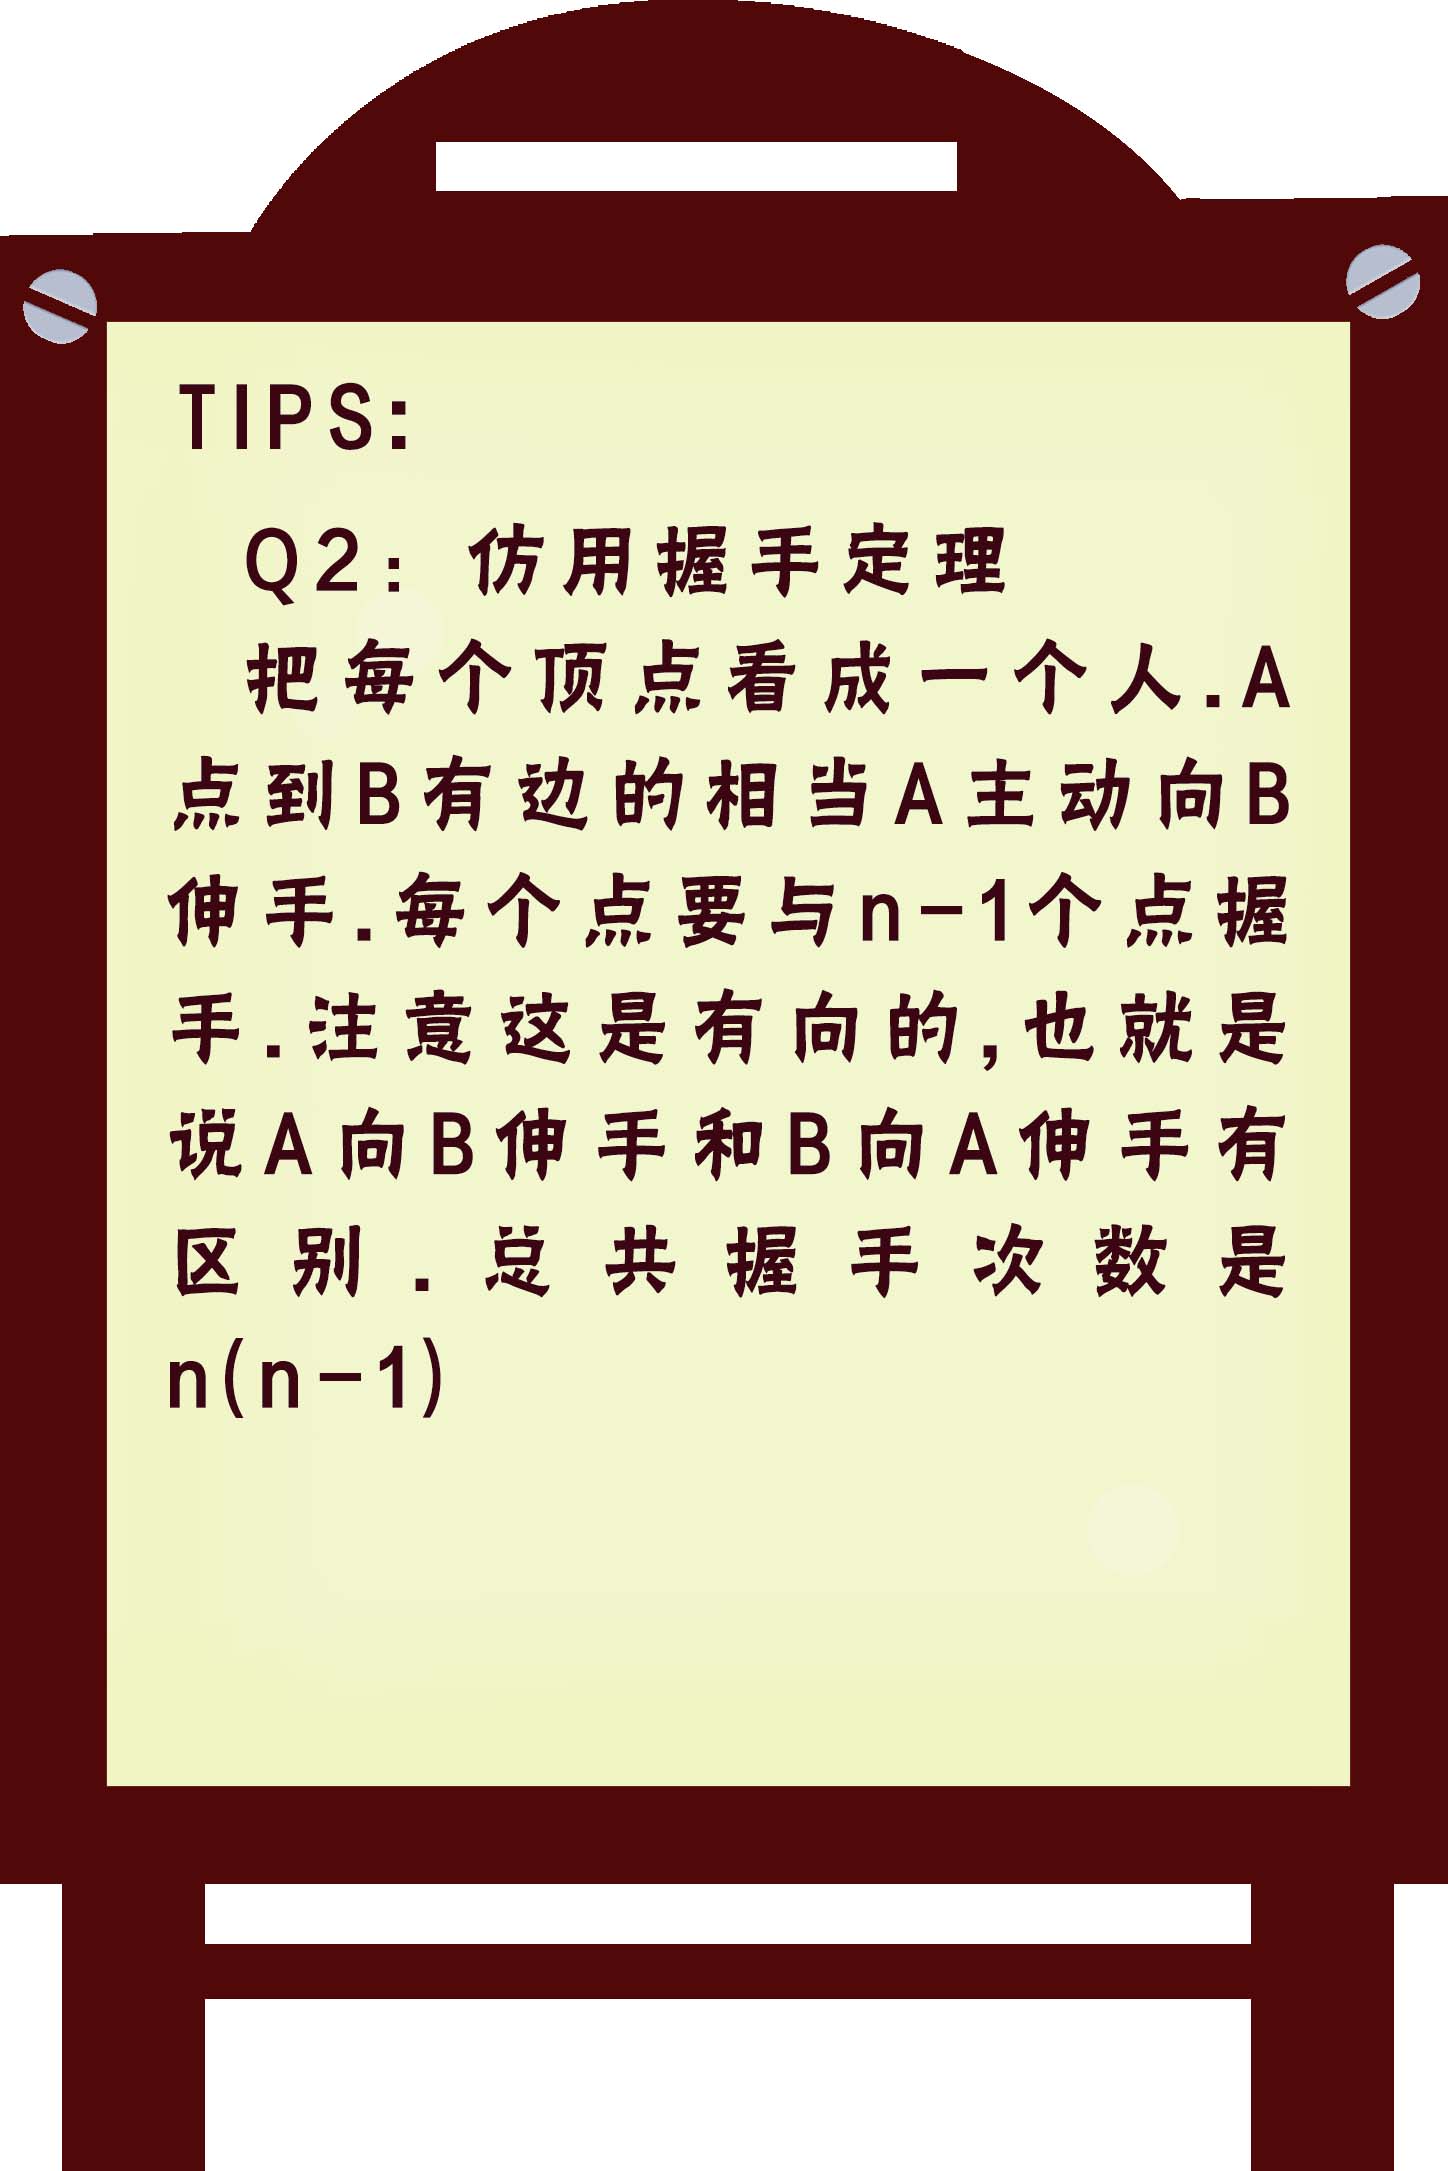 TIPS:
Q2：仿用握手定理
把每个顶点看成一个人.A
点到B有边的相当A主动向B
伸手.每个点要与n-1个点握
手.注意这是有向的,也就是
说A向B伸手和B向A伸手有
区别.总共握手次数是
n(n-1)